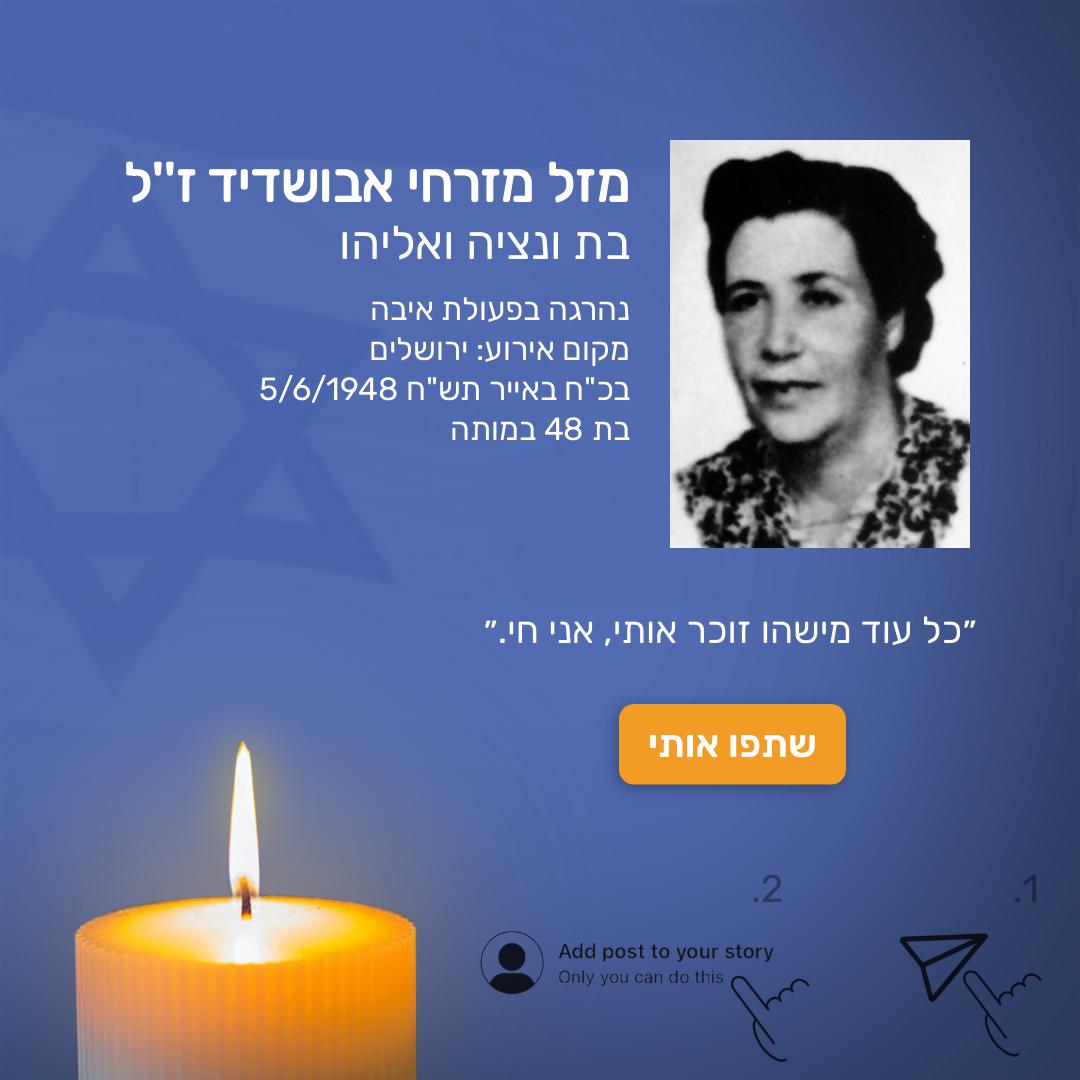 מזל מזרחי אבושדיד ז"ל
בת ונציה ואליהו
נהרגה בפעולת איבה
מקום אירוע: ירושלים
בכ"ח באייר תש"ח 5/6/1948
בת 48 במותה
״כל עוד מישהו זוכר אותי, אני חי.״
שתפו אותי
.1
.2
Add post to your story
Only you can do this